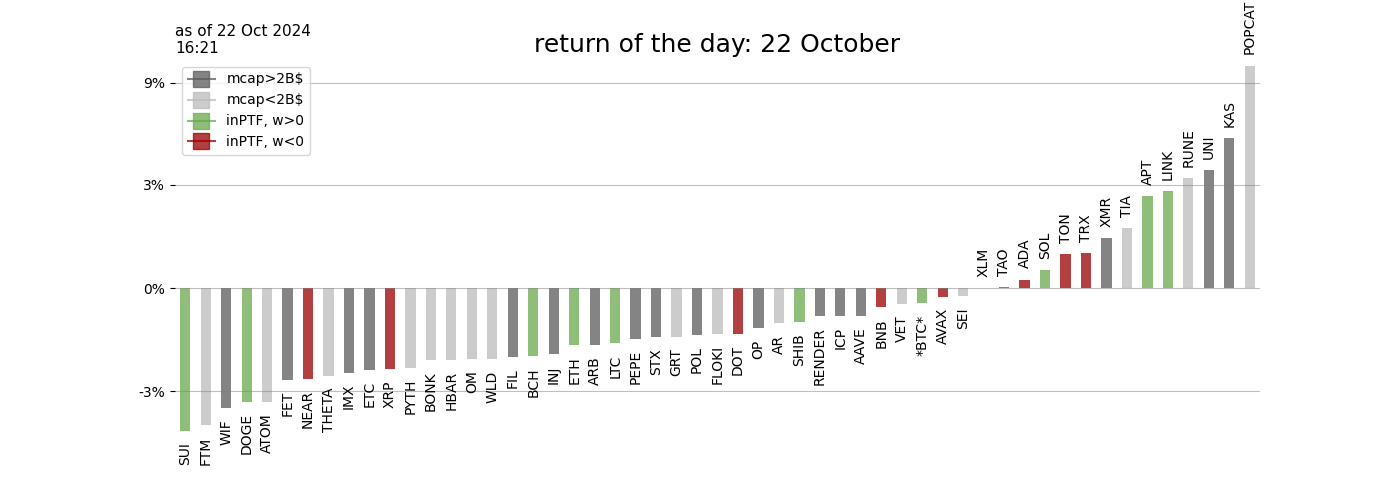 as of 22 Oct 2024
16:21
return of the day: 22 October
mcap>2B$
mcap<2B$
inPTF, w>0
inPTF, w<0
9%
3%
0%
-3%
SUI
FTM
WIF
DOGE
ATOM
FET
NEAR
THETA
IMX
ETC
XRP
PYTH
BONK
HBAR
OM
WLD
FIL
BCH
INJ
ETH
ARB
LTC
PEPE
STX
GRT
POL
FLOKI
DOT
OP
AR
SHIB
RENDER
ICP
AAVE
BNB
VET
*BTC*
AVAX
SEI
XLM
TAO
ADA
SOL
TON
TRX
XMR
TIA
APT
LINK
RUNE
UNI
KAS
POPCAT